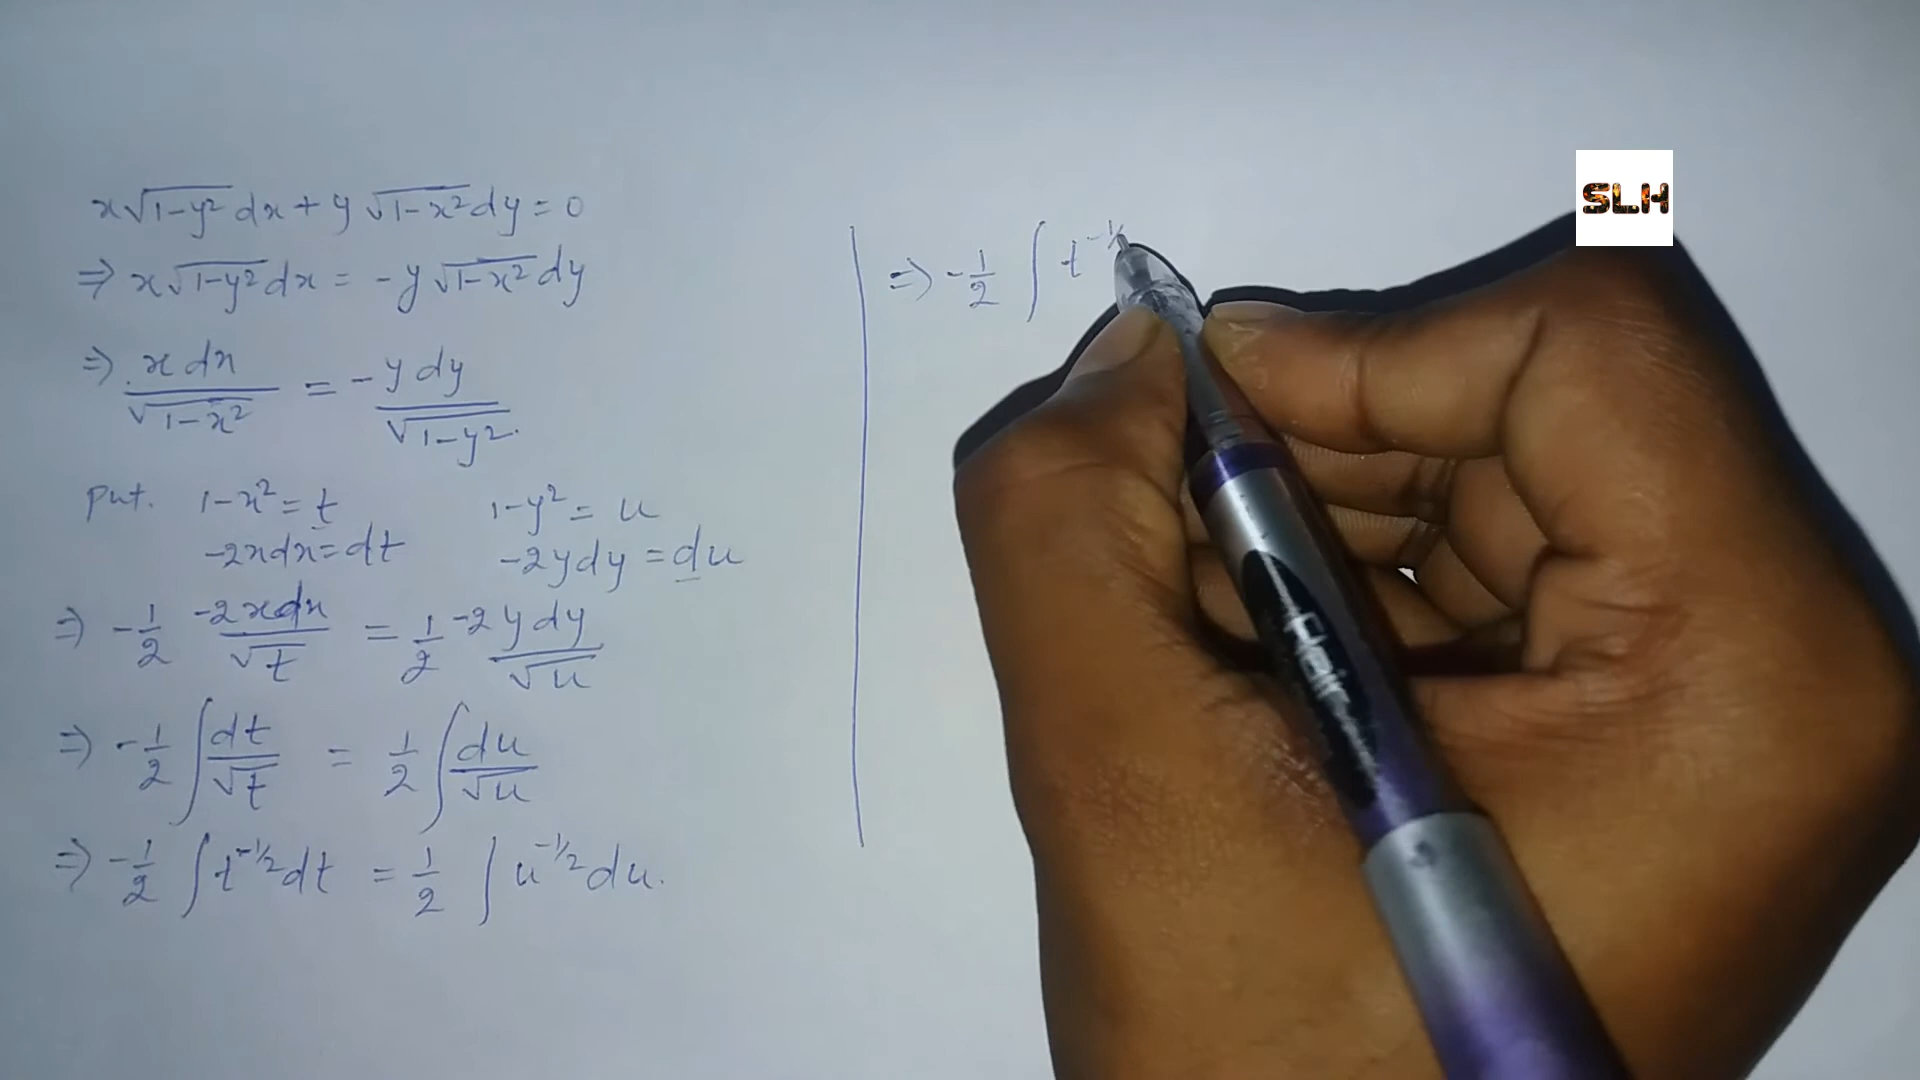 x√1-y² dx + y √1-x² dy = 0
⇒ x√1-y² dx = -y √1-x² dy
⇒ x dx / √1-x² = - y dy / √1-y².
Put. 1-x² = t    1-y² = u
-2xdx = dt    -2ydy = du
⇒ -1/2 -2xdx / √t = 1/2 -2ydy / √u
⇒ -1/2 ∫ dt / √t = 1/2 ∫ du / √u
⇒ -1/2 ∫ t^-1/2 dt = 1/2 ∫ u^-1/2 du.
⇒ -1/2 ∫ t^-1/
SLH
Hair